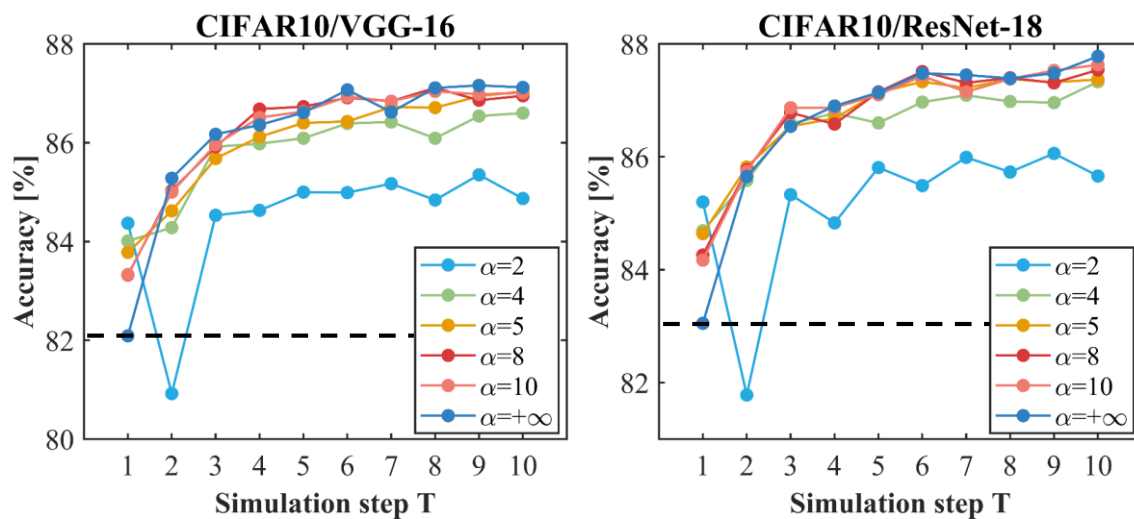 CIFAR10/VGG-16
Accuracy [%]
88
86
84
82
80
1 2 3 4 5 6 7 8 9 10
Simulation step T
α=2
α=4
α=5
α=8
α=10
α=+∞
CIFAR10/ResNet-18
Accuracy [%]
88
86
84
82
1 2 3 4 5 6 7 8 9 10
Simulation step T
α=2
α=4
α=5
α=8
α=10
α=+∞